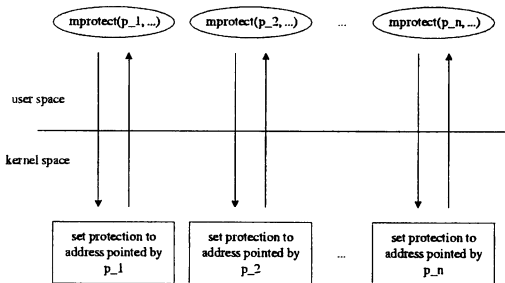 mprotect(p_1, ...)
mprotect(p_2, ...)
...
mprotect(p_n, ...)
user space
kernel space
set protection to
address pointed by
p_1
set protection to
address pointed by
p_2
...
set protection to
address pointed by
p_n